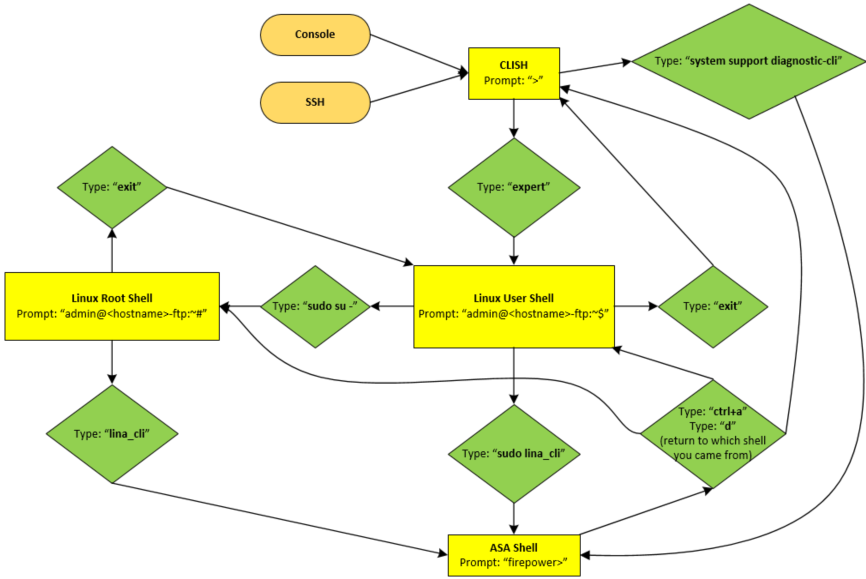 Console
CLISH
Prompt: “>”
Type: “system support diagnostic-cli”
SSH
Type: “exit”
Type: “expert”
Linux Root Shell
Prompt: “admin@<hostname>-ftp:~#”
Type: “sudo su -”
Linux User Shell
Prompt: “admin@<hostname>-ftp:~$”
Type: “exit”
Type: “lina_cli”
Type: “sudo lina_cli”
Type: “ctrl+a”
Type: “d”
(return to which shell
you came from)
ASA Shell
Prompt: “firepower>”